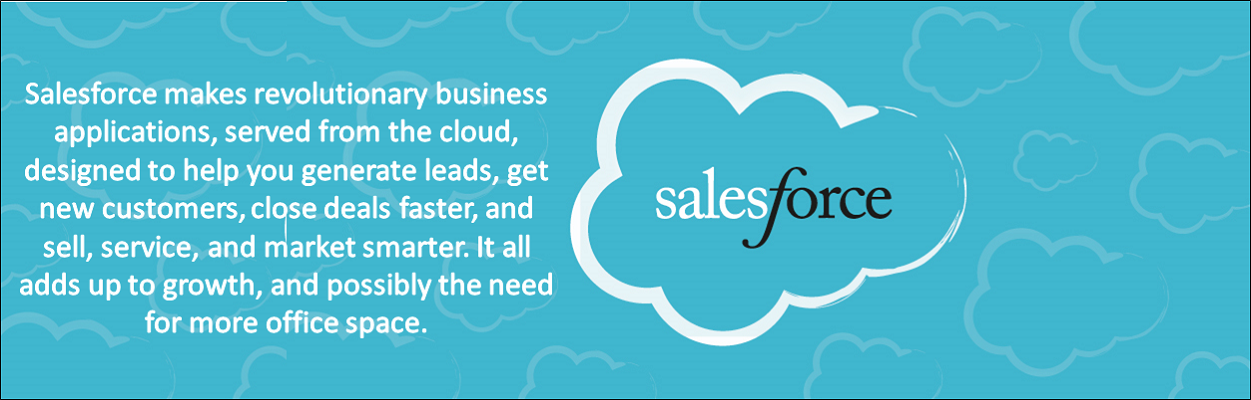 Salesforce makes revolutionary business
applications, served from the cloud,
designed to help you generate leads, get
new customers, close deals faster, and
sell, service, and market smarter. It all
adds up to growth, and possibly the need
for more office space.
salesforce